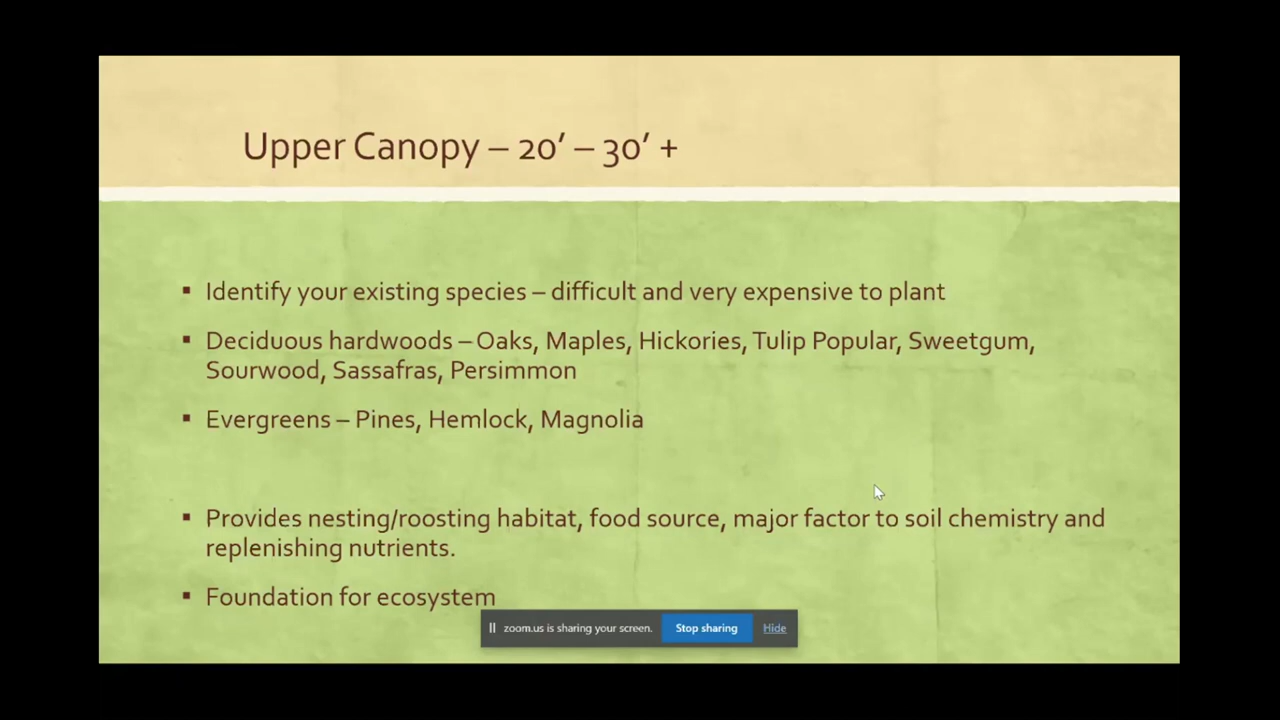 Upper Canopy – 20’ – 30’ +
▪ Identify your existing species – difficult and very expensive to plant
▪ Deciduous hardwoods – Oaks, Maples, Hickories, Tulip Popular, Sweetgum,
Sourwood, Sassafras, Persimmon
▪ Evergreens – Pines, Hemlock, Magnolia
▪ Provides nesting/roosting habitat, food source, major factor to soil chemistry and
replenishing nutrients.
▪ Foundation for ecosystem
zoom.us is sharing your screen. Stop sharing Hide